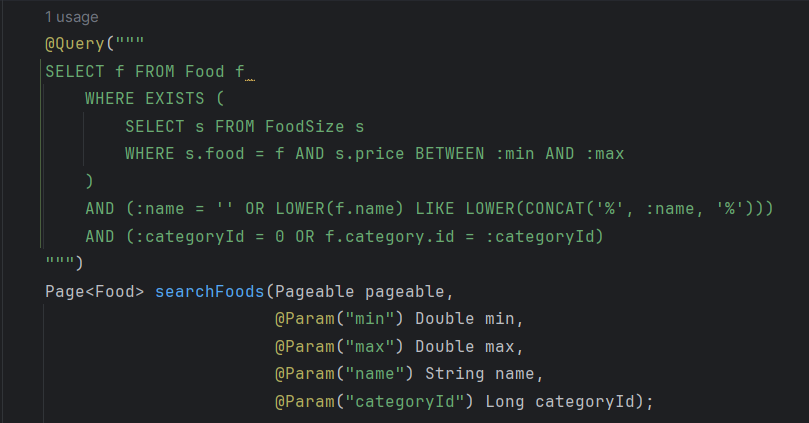 1 usage
@Query("""
SELECT f FROM Food f
    WHERE EXISTS (
        SELECT s FROM FoodSize s
        WHERE s.food = f AND s.price BETWEEN :min AND :max
    )
    AND (:name = '' OR LOWER(f.name) LIKE LOWER(CONCAT('%', :name, '%')))
    AND (:categoryId = 0 OR f.category.id = :categoryId)
""")
Page<Food> searchFoods(Pageable pageable,
                       @Param("min") Double min,
                       @Param("max") Double max,
                       @Param("name") String name,
                       @Param("categoryId") Long categoryId);